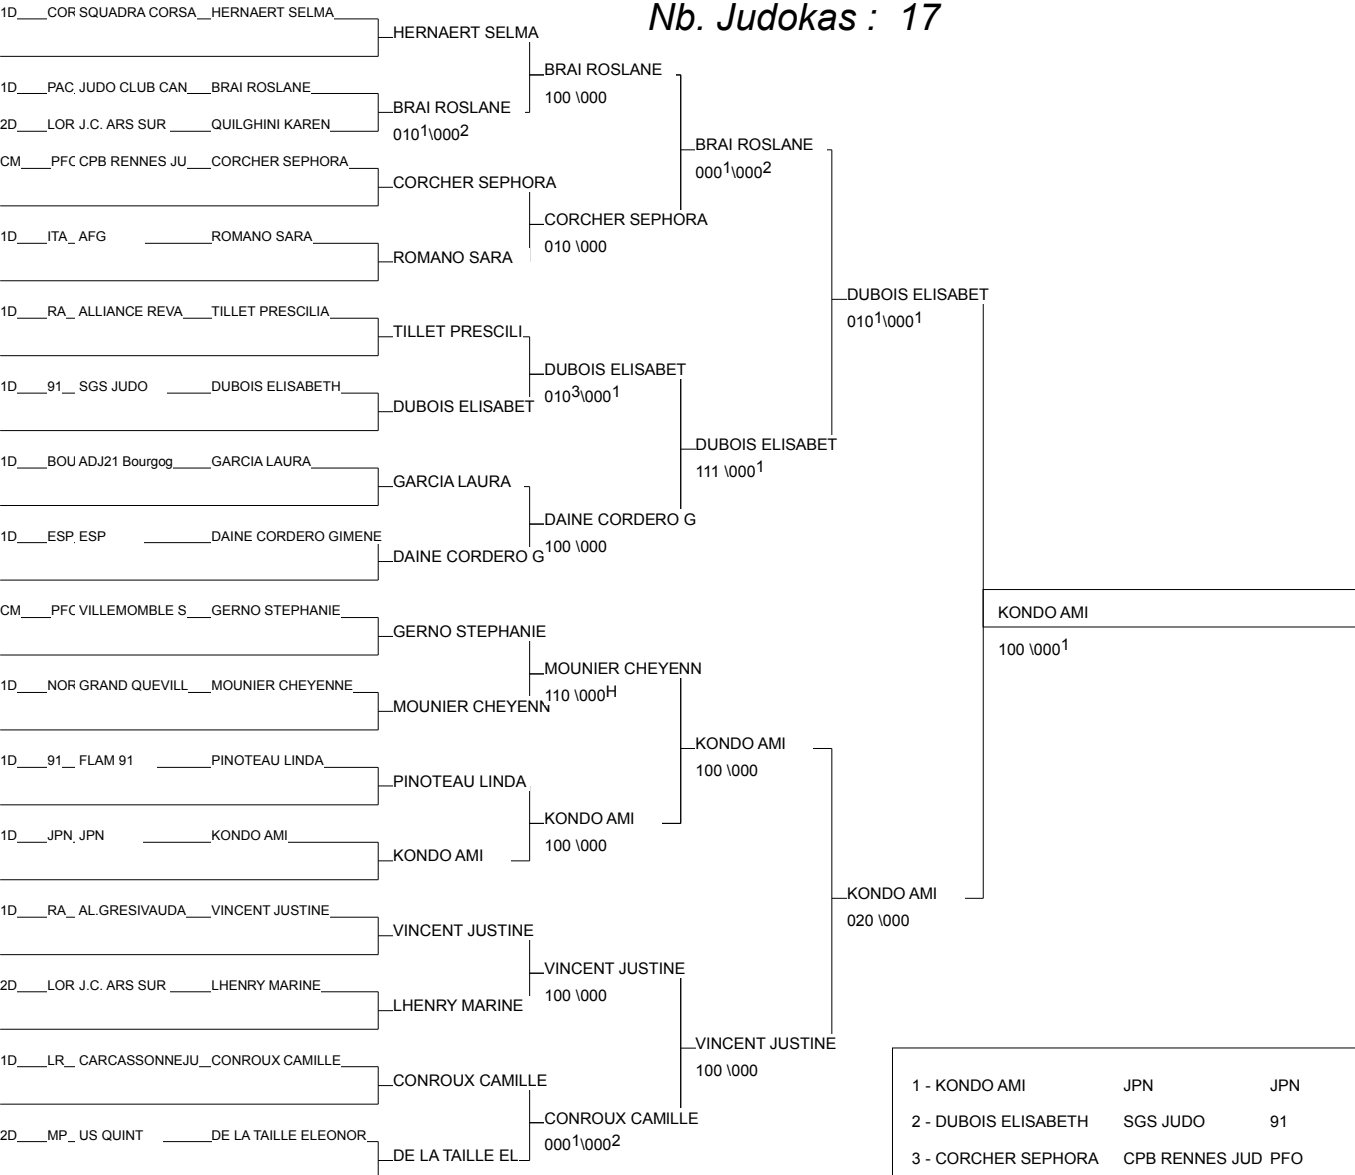 Nb. Judokas : 17
1D COR SQUADRA CORSA HERNAERT SELMA
HERNAERT SELMA
BRAI ROSLANE
100 \000
1D PAC JUDO CLUB CAN BRAI ROSLANE
BRAI ROSLANE
010¹\000²
2D LOR J.C. ARS SUR QUILGHINI KAREN
BRAI ROSLANE
000¹\000²
CM PFC CPB RENNES JU CORCHER SEPHORA
CORCHER SEPHORA
CORCHER SEPHORA
010 \000
1D ITA AFG ROMANO SARA
ROMANO SARA
DUBOIS ELISABET
010¹\000¹
1D RA ALLIANCE REVA TILLET PRESCILIA
TILLET PRESCILI
DUBOIS ELISABET
010³\000¹
1D 91 SGS JUDO DUBOIS ELISABETH
DUBOIS ELISABET
DUBOIS ELISABET
111 \000¹
1D BOU ADJ21 Bourgog GARCIA LAURA
GARCIA LAURA
DAINE CORDERO G
100 \000
1D ESP ESP DAINE CORDERO GIMENE
DAINE CORDERO G
KONDO AMI
100 \000¹
CM PFC VILLEMOMBLE S GERNO STEPHANIE
GERNO STEPHANIE
MOUNIER CHEYENN
110 \000H
1D NOR GRAND QUEVILL MOUNIER CHEYENNE
MOUNIER CHEYENN
KONDO AMI
100 \000
1D 91 FLAM 91 PINOTEAU LINDA
PINOTEAU LINDA
KONDO AMI
100 \000
1D JPN JPN KONDO AMI
KONDO AMI
KONDO AMI
020 \000
1D RA AL.GRESIVAUDA VINCENT JUSTINE
VINCENT JUSTINE
VINCENT JUSTINE
100 \000
2D LOR J.C. ARS SUR LHENRY MARINE
LHENRY MARINE
VINCENT JUSTINE
100 \000
1D LR CARCASSONNEJU CONROUX CAMILLE
CONROUX CAMILLE
CONROUX CAMILLE
000¹\000²
2D MP US QUINT DE LA TAILLE ELEONOR
DE LA TAILLE EL
1 - KONDO AMI JPN JPN
2 - DUBOIS ELISABETH SGS JUDO 91
3 - CORCHER SEPHORA CPB RENNES JUD PFO